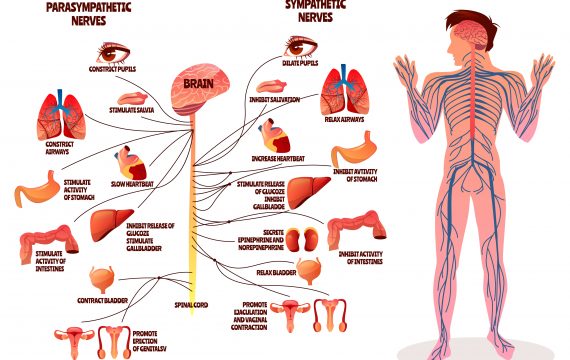 PARASYMPATHETIC
NERVES
CONSTRICT PUPILS
STIMULATE SALVIA
CONSTRICT
AIRWAYS
SLOW HEARTBEAT
STIMULATE
ACTIVITY
OF STOMACH
INHIBIT RELEASE OF
GLUCOZE
STIMULATE
GALLBLADDER
STIMULATE
ACTIVITY OF
INTESTINES
CONTRACT BLADDER
PROMOTE
ERECTION OF
GENITALSV
BRAIN
SPINAL CORD
SYMPATHETIC
NERVES
DILATE PUPILS
INHIBIT SALIVATION
RELAX AIRWAYS
INCREASE HEARTBEAT
INHIBIT AVTIVITY
OF STOMACH
STIMULATE RELEASE
OF GLUCOZE
INHIBIT
GALLBLADDE
SECRETE
EPINEPHRINE AND
NOREPINEPHRINE
INHIBIT ACTIVITY
OF INTESTINES
RELAX BLADDER
PROMOTE
EJACULATION
AND VAGINAL
CONTRACTION